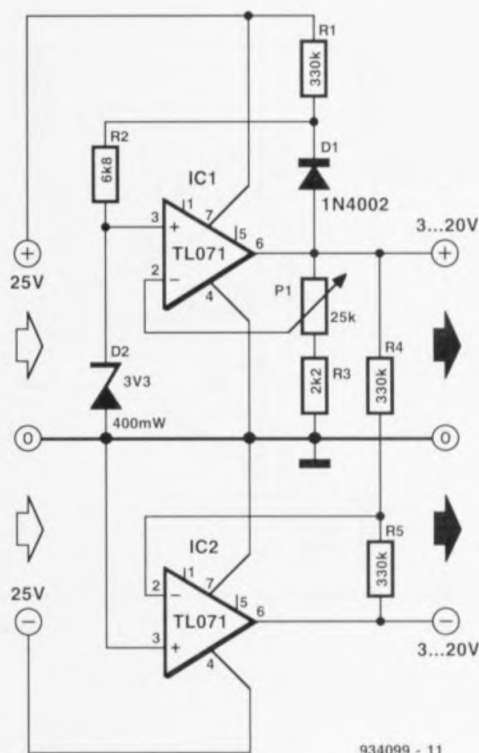 R1
330k
R2
6k8
D1
IC1
1N4002
1
7
3
+
5
3...20V
+
TL071
6
+
25V
2
−
4
P1
25k
D2
3V3
R4
330k
2k2
R3
400mW
0
0
IC2
R5
330k
1
7
25V
2
−
5
TL071
6
−
−
3
+
4
3...20V
934099 - 11